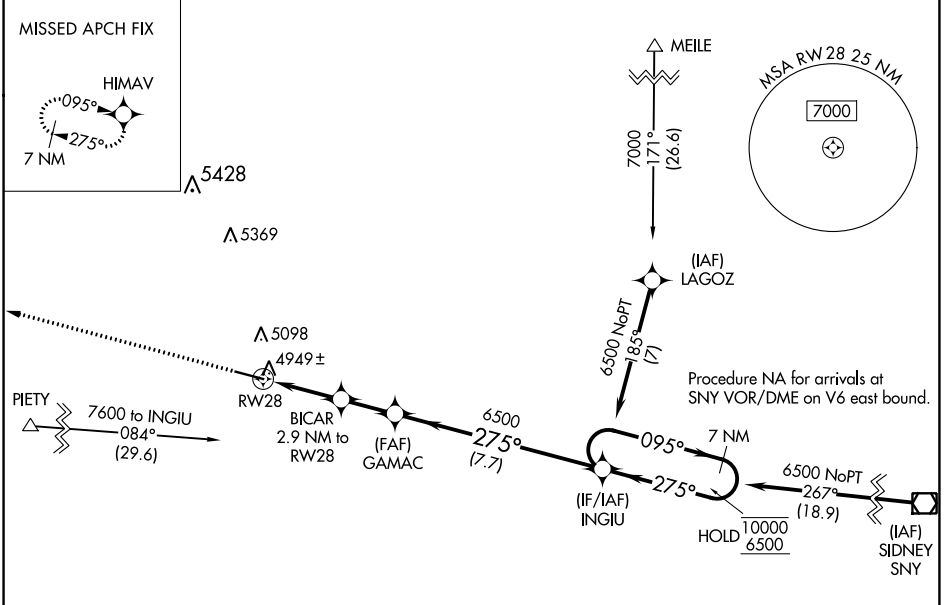 MISSED APCH FIX
HIMAV
095°
275°
7 NM
5428
5369
MEILE
7000
171°
(26.6)
MSA RW28 25 NM
7000
(IAF)
LAGOZ
6500 NoPT
185°
(7)
5098
4949±
RW28
PIETY
7600 to INGIU
084°
(29.6)
BICAR
2.9 NM to
RW28
(FAF)
GAMAC
6500
275°
(7.7)
Procedure NA for arrivals at
SNY VOR/DME on V6 east bound.
095°
7 NM
275°
(IF/IAF)
INGIU
HOLD
10000
6500
6500 NoPT
267°
(18.9)
(IAF)
SIDNEY
SNY